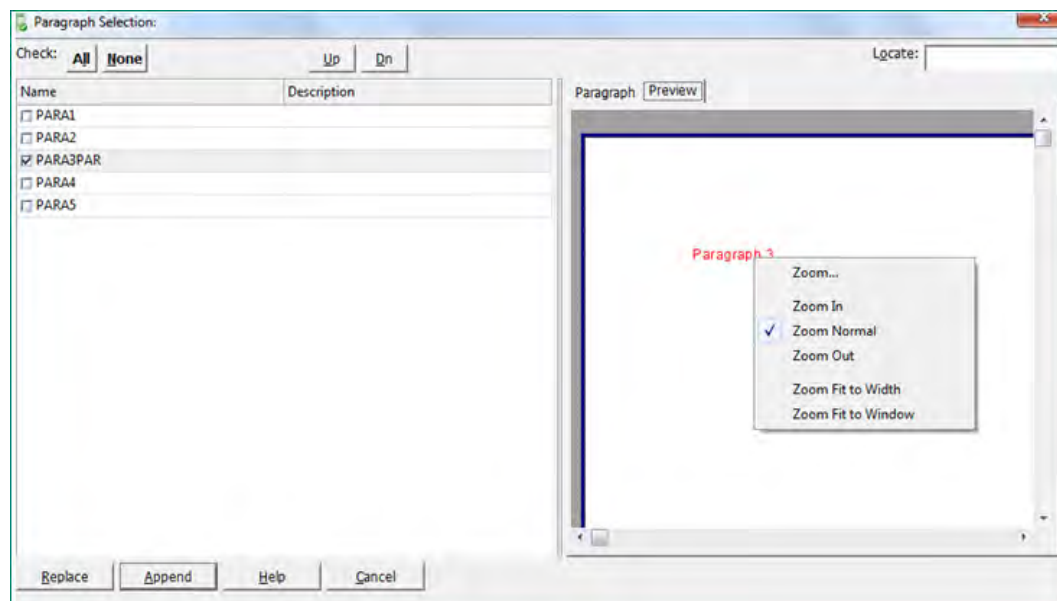 Paragraph Selection:
Check: All None Up Dn Locate:
Name Description
PARA1
PARA2
PARA3PAR
PARA4
PARA5
Paragraph Preview
Paragraph 3
Zoom...
Zoom In
Zoom Normal
Zoom Out
Zoom Fit to Width
Zoom Fit to Window
Replace Append Help Cancel